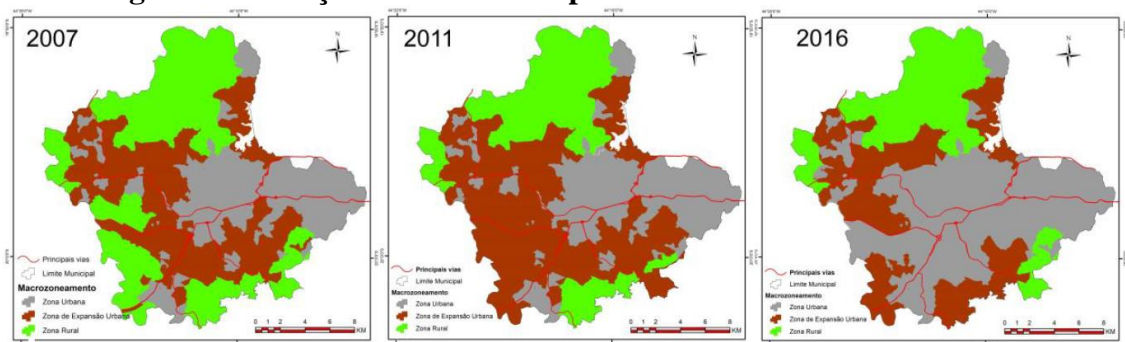 2007
N
Principais vias
Limite Municipal
Macrozoneamento
Zona Urbana
Zona de Expansão Urbana
Zona Rural
0 1 2 4 6 8
KM
2011
N
Principais vias
Limite Municipal
Macrozoneamento
Zona Urbana
Zona de Expansão Urbana
Zona Rural
0 1 2 4 6 8
KM
2016
N
Principais vias
Limite Municipal
Macrozoneamento
Zona Urbana
Zona de Expansão Urbana
Zona Rural
0 1 2 4 6 8
KM